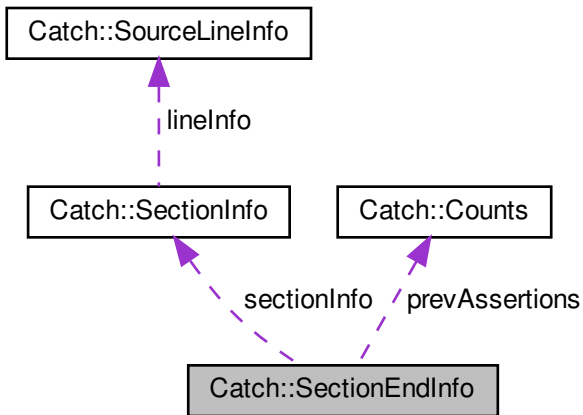 Catch::SourceLineInfo
lineInfo
Catch::SectionInfo
Catch::Counts
sectionInfo
prevAssertions
Catch::SectionEndInfo